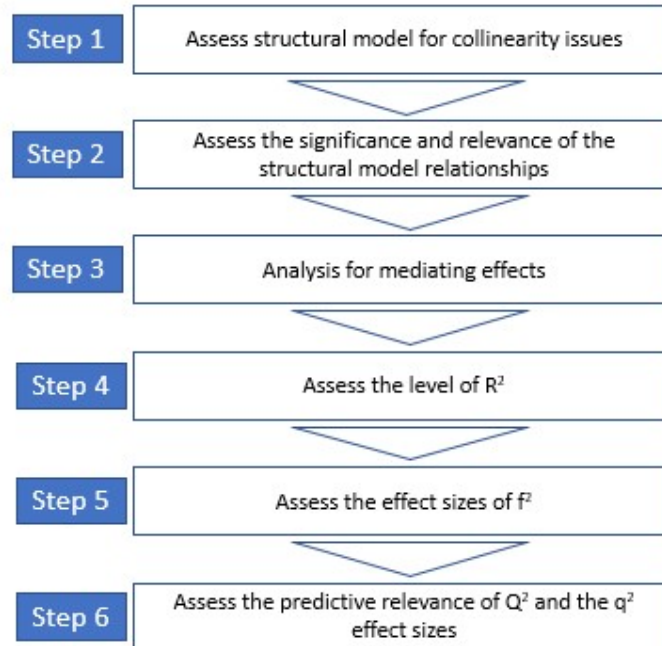 Step 1
Assess structural model for collinearity issues
Step 2
Assess the significance and relevance of the
structural model relationships
Step 3
Analysis for mediating effects
Step 4
Assess the level of R²
Step 5
Assess the effect sizes of f²
Step 6
Assess the predictive relevance of Q² and the q²
effect sizes